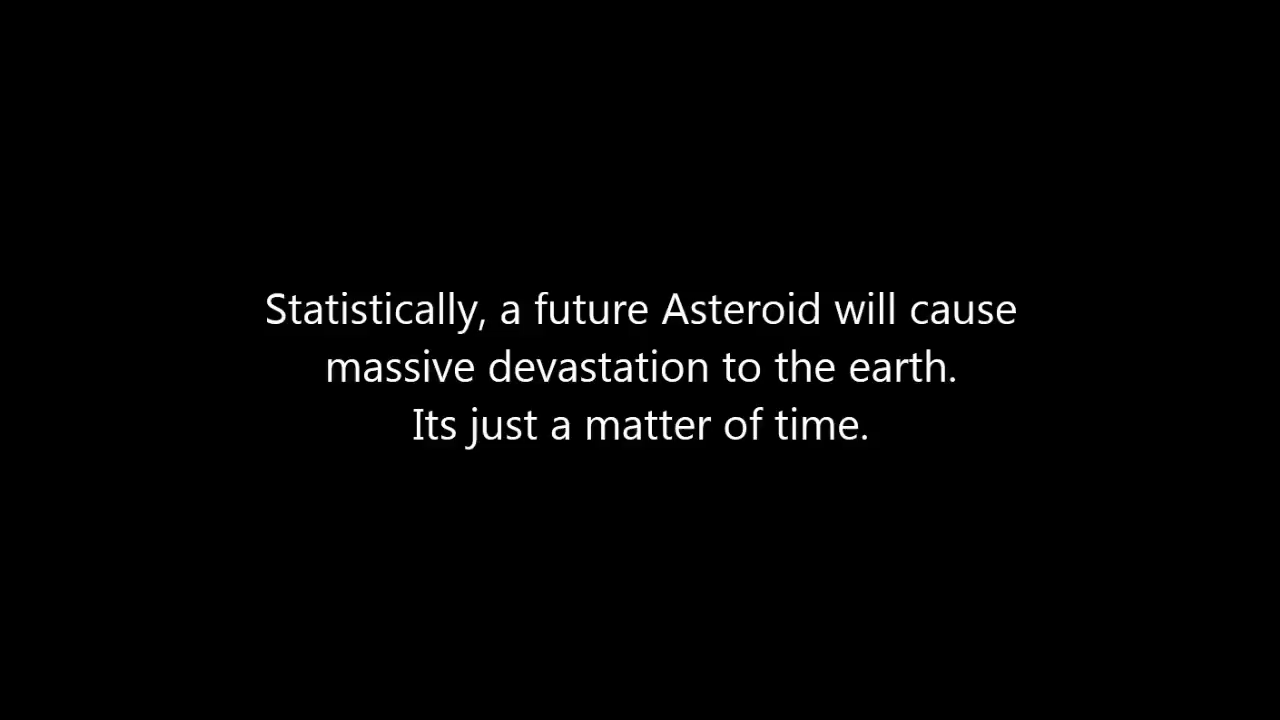 Statistically, a future Asteroid will cause
massive devastation to the earth.
Its just a matter of time.